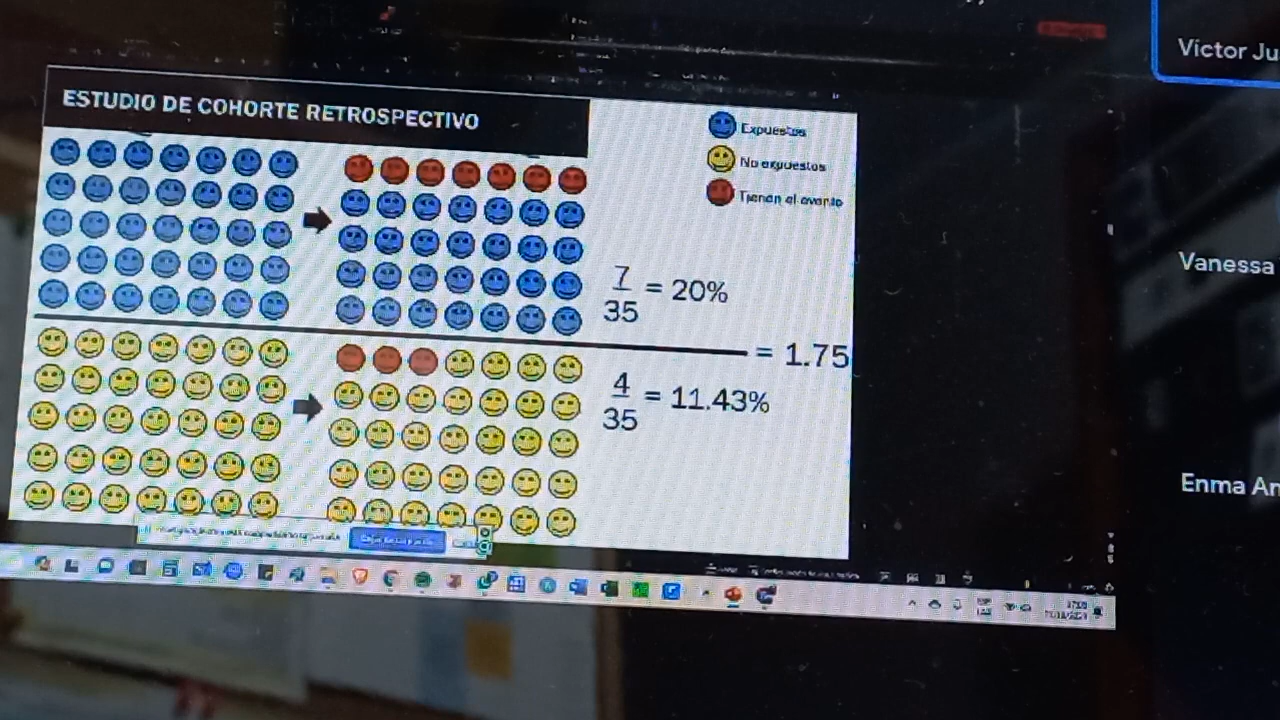 Víctor Ju
ESTUDIO DE COHORTE RETROSPECTIVO
Expuestos
No expuestos
Tienen el evento
7
35
= 20%
= 1.75
4
35
= 11.43%
Vanessa
Enma An